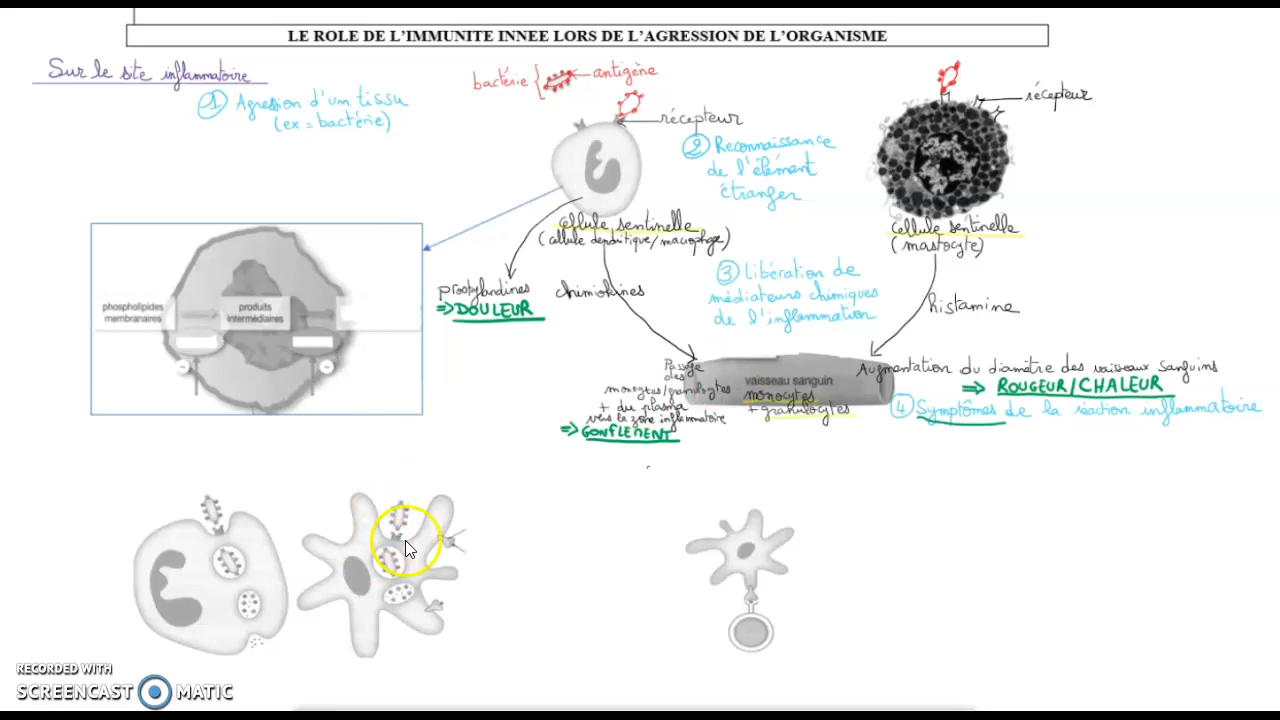 LE ROLE DE L'IMMUNITE INNEE LORS DE L'AGRESSION DE L'ORGANISME
Sur le site inflammatoire
① Agression d'un tissu
(ex = bactérie)
bactérie
antigène
récepteur
récepteur
② Reconnaissance
de l'élément
étranger
cellule sentinelle
(cellule dendritique/macrophage)
cellule sentinelle
(mastocyte)
③ Libération de
médiateurs chimiques
de l'inflammation
prostglandines
⇒ DOULEUR
chimiokines
histamine
phospholipides
membranaires
produits
intermédiaires
Passage
des
monocytes/granulocytes
+ du plasma
vers la zone inflammatoire
⇒ GONFLEMENT
vaisseau sanguin
monocytes
+ granulocytes
Augmentation du diamètre des vaisseaux sanguins
⇒ ROUGEUR/CHALEUR
④ Symptômes de la réaction inflammatoire
RECORDED WITH
SCREENCAST MATIC